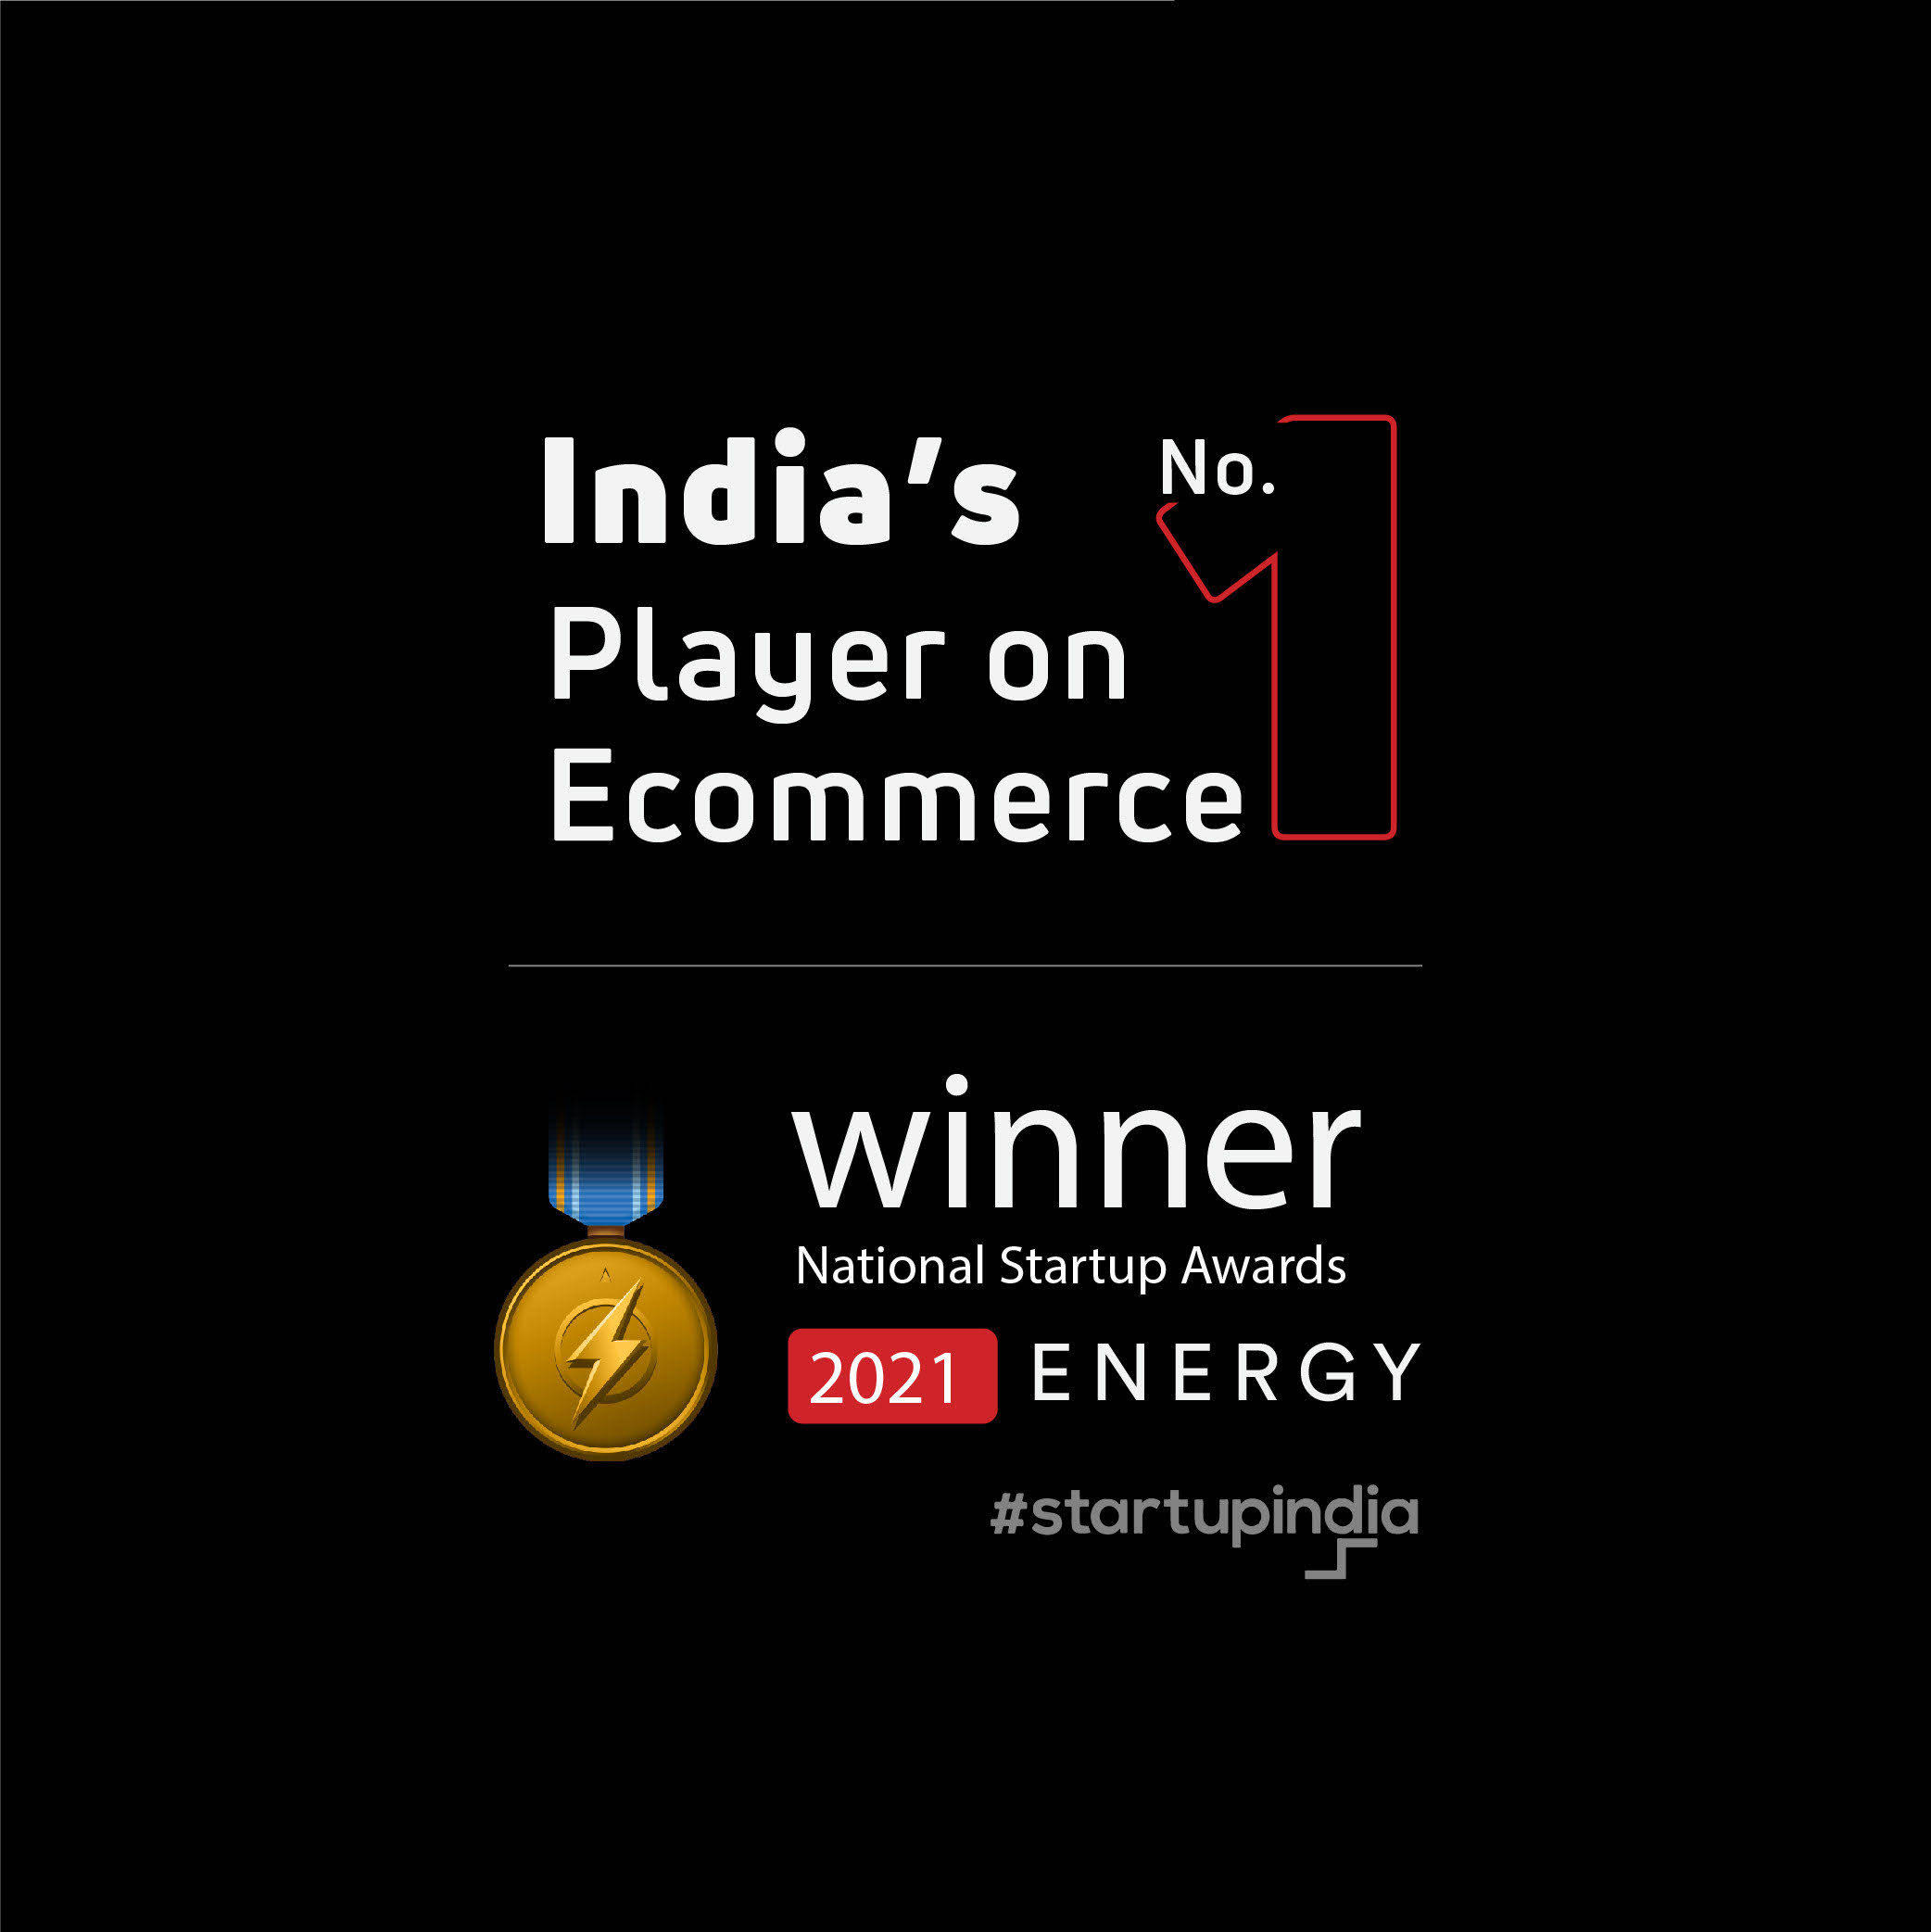 India's No. 1
Player on
Ecommerce
winner
National Startup Awards
2021 ENERGY
#startupindia